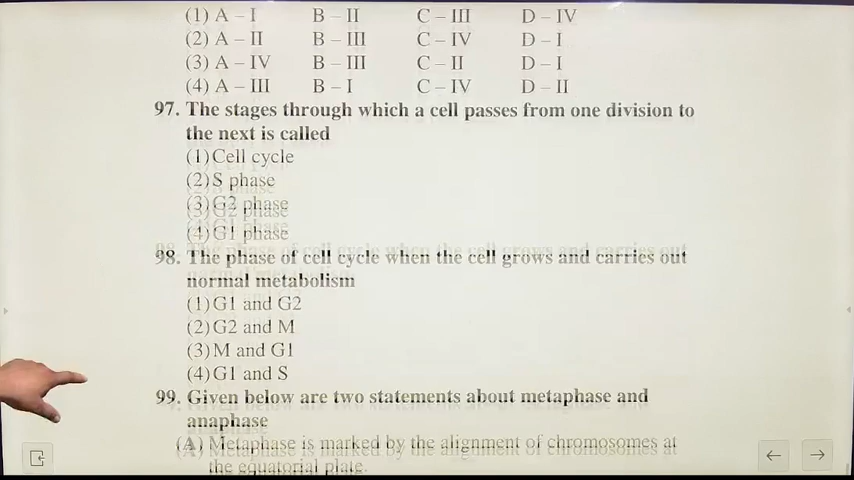 (1) A – I B – II C – III D – IV
(2) A – II B – III C – IV D – I
(3) A – IV B – III C – II D – I
(4) A – III B – I C – IV D – II
97. The stages through which a cell passes from one division to
the next is called
(1) Cell cycle
(2) S phase
(3) G2 phase
(4) G1 phase
98. The phase of cell cycle when the cell grows and carries out
normal metabolism
(1) G1 and G2
(2) G2 and M
(3) M and G1
(4) G1 and S
99. Given below are two statements about metaphase and
anaphase
(A) Metaphase is marked by the alignment of chromosomes at
the equatorial plate.